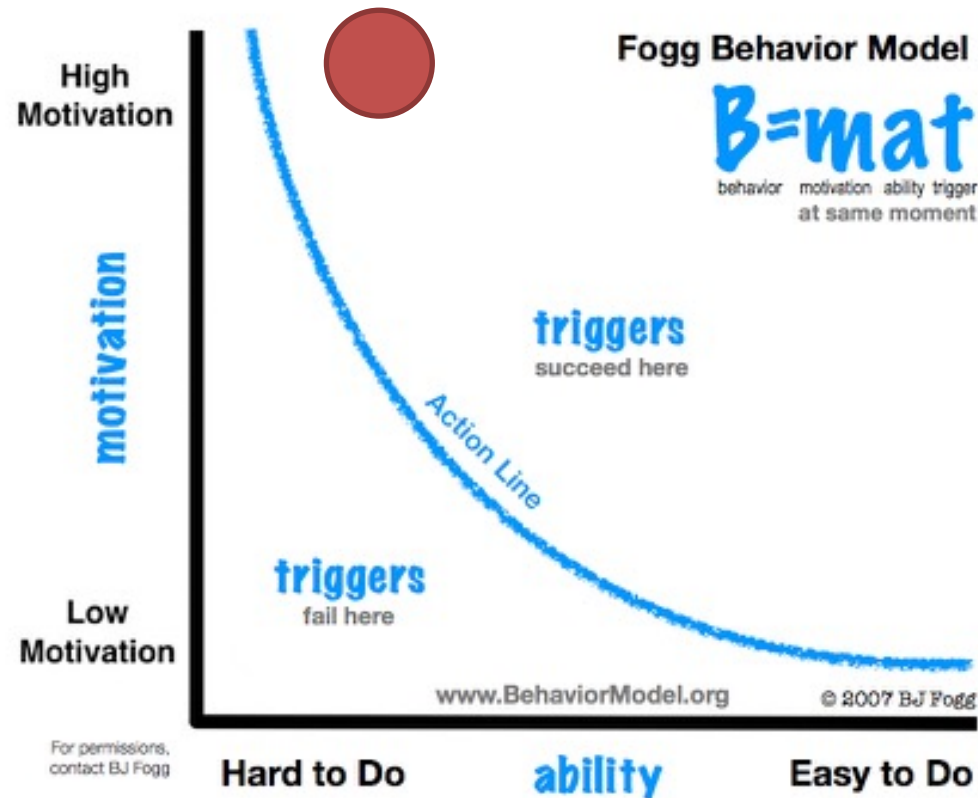 Fogg Behavior Model
B=mat
behavior motivation ability trigger
at same moment
High
Motivation
motivation
triggers
succeed here
Action Line
triggers
fail here
Low
Motivation
www.BehaviorModel.org
© 2007 BJ Fogg
For permissions,
contact BJ Fogg
Hard to Do
ability
Easy to Do